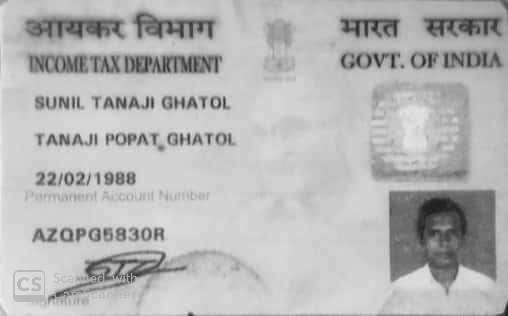 आयकर विभाग
भारत सरकार
INCOME TAX DEPARTMENT
GOVT. OF INDIA
SUNIL TANAJI GHATOL
TANAJI POPAT GHATOL
22/02/1988
Permanent Account Number
AZQPG5830R
CS
Scanned with
CamScanner
Signature